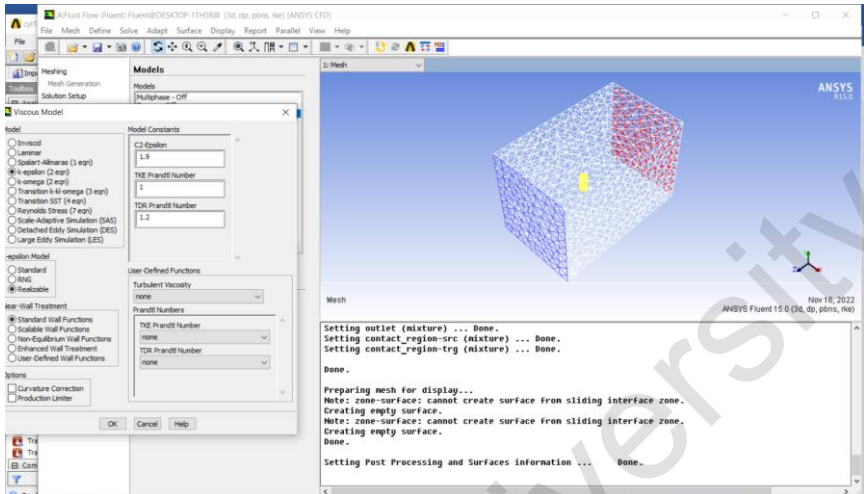 A:Fluid Flow (Fluent) Fluent@DESKTOP-1TH5R8I [3d, dp, pbns, rke] [ANSYS CFD]
File Mesh Define Solve Adapt Surface Display Report Parallel View Help
File
Meshing
Mesh Generation
Solution Setup
Models
Models
Multiphase - Off
1: Mesh
ANSYS
R15.0
Toolbox
Viscous Model
Model
Inviscid
Laminar
Spalart-Allmaras (1 eqn)
k-epsilon (2 eqn)
k-omega (2 eqn)
Transition k-kl-omega (3 eqn)
Transition SST (4 eqn)
Reynolds Stress (7 eqn)
Scale-Adaptive Simulation (SAS)
Detached Eddy Simulation (DES)
Large Eddy Simulation (LES)
k-epsilon Model
Standard
RNG
Realizable
Near-Wall Treatment
Standard Wall Functions
Scalable Wall Functions
Non-Equilibrium Wall Functions
Enhanced Wall Treatment
User-Defined Wall Functions
Options
Curvature Correction
Production Limiter
Model Constants
C2-Epsilon
1.9
TKE Prandtl Number
1
TDR Prandtl Number
1.2
User-Defined Functions
Turbulent Viscosity
none
Prandtl Numbers
TKE Prandtl Number
none
TDR Prandtl Number
none
OK Cancel Help
Mesh
Nov 18, 2022
ANSYS Fluent 15.0 (3d, dp, pbns, rke)
Setting outlet (mixture) ... Done.
Setting contact_region-src (mixture) ... Done.
Setting contact_region-trg (mixture) ... Done.
Done.
Preparing mesh for display...
Note: zone-surface: cannot create surface from sliding interface zone.
Creating empty surface.
Note: zone-surface: cannot create surface from sliding interface zone.
Creating empty surface.
Done.
Setting Post Processing and Surfaces information ... Done.